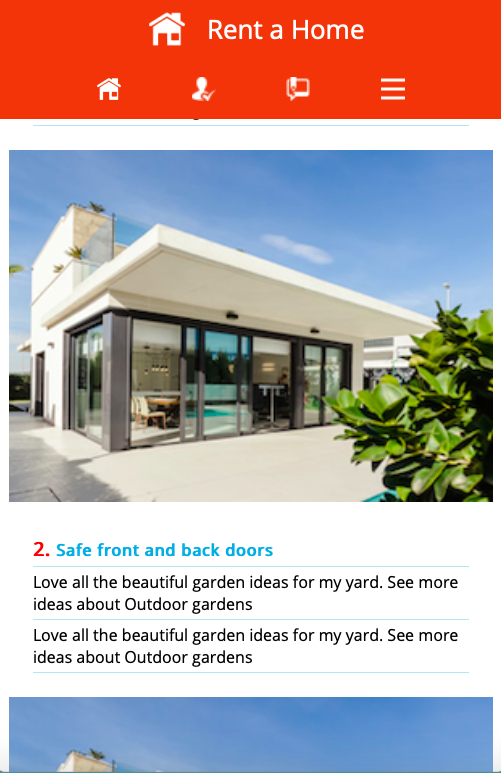 Rent a Home
2. Safe front and back doors
Love all the beautiful garden ideas for my yard. See more
ideas about Outdoor gardens
Love all the beautiful garden ideas for my yard. See more
ideas about Outdoor gardens